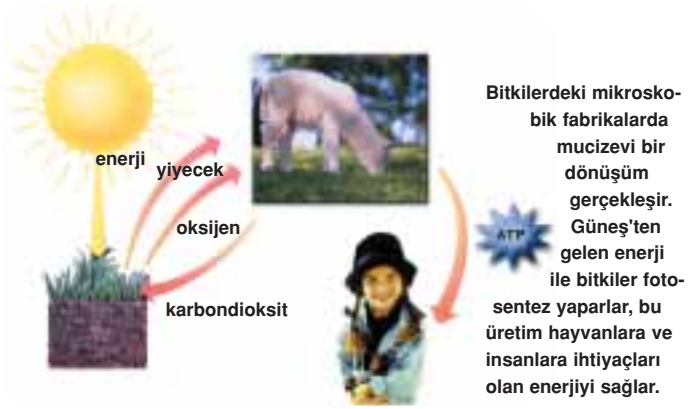 enerji
yiyecek
oksijen
karbondioksit
ATP
Bitkilerdeki mikrosko-
bik fabrikalarda
mucizevi bir
dönüşüm
gerçekleşir.
Güneş'ten
gelen enerji
ile bitkiler foto-
sentez yaparlar, bu
üretim hayvanlara ve
insanlara ihtiyaçları
olan enerjiyi sağlar.